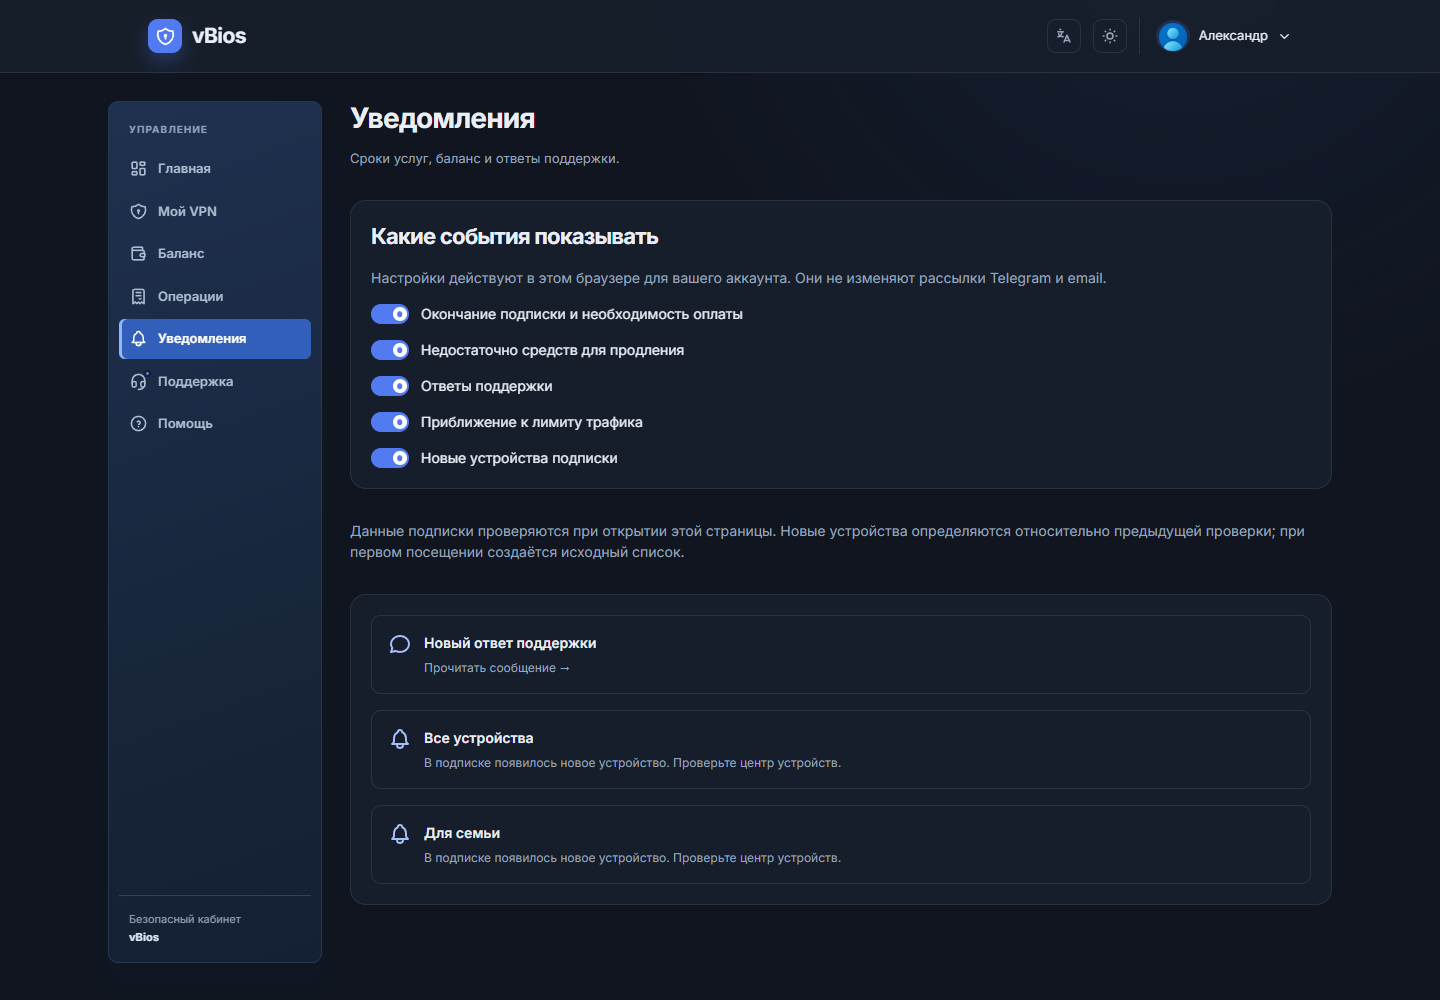 vBios
Александр
УПРАВЛЕНИЕ
Главная
Мой VPN
Баланс
Операции
Уведомления
Поддержка
Помощь
Безопасный кабинет
vBios
Уведомления
Сроки услуг, баланс и ответы поддержки.
Какие события показывать
Настройки действуют в этом браузере для вашего аккаунта. Они не изменяют рассылки Telegram и email.
Окончание подписки и необходимость оплаты
Недостаточно средств для продления
Ответы поддержки
Приближение к лимиту трафика
Новые устройства подписки
Данные подписки проверяются при открытии этой страницы. Новые устройства определяются относительно предыдущей проверки; при
первом посещении создаётся исходный список.
Новый ответ поддержки
Прочитать сообщение →
Все устройства
В подписке появилось новое устройство. Проверьте центр устройств.
Для семьи
В подписке появилось новое устройство. Проверьте центр устройств.